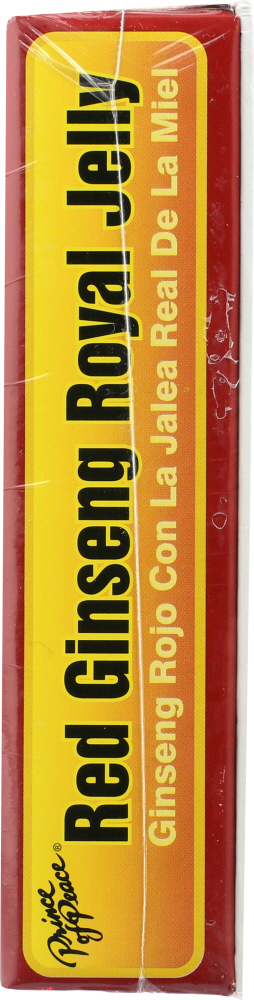 Prince
of Peace®
Red Ginseng Royal Jelly
Ginseng Rojo Con La Jalea Real De La Miel